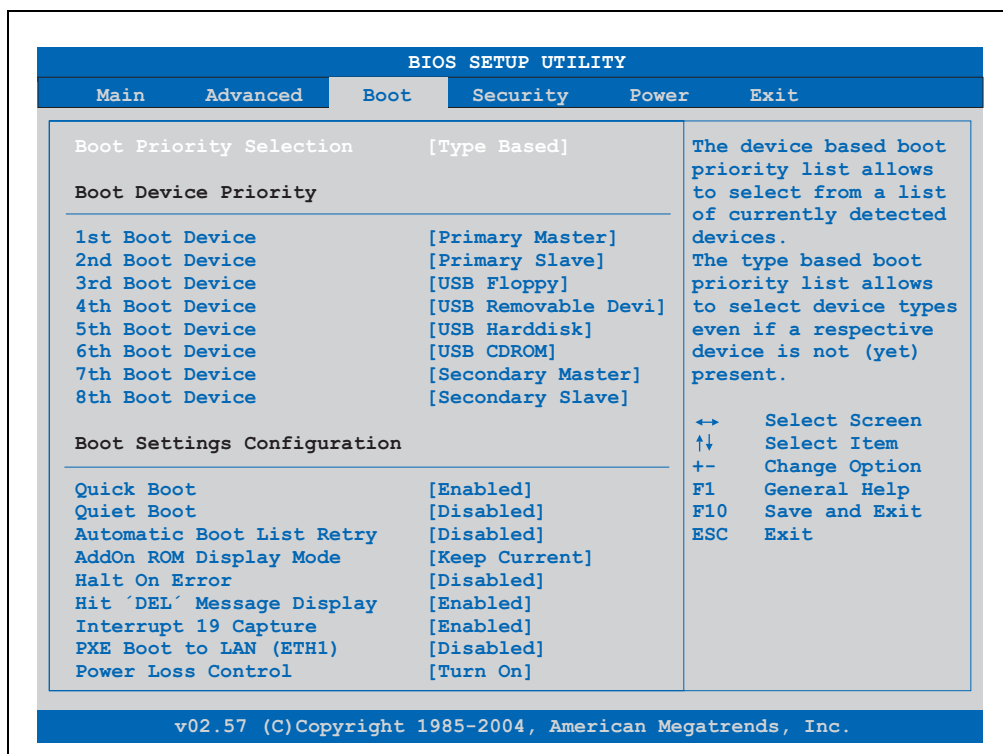 BIOS SETUP UTILITY
Main Advanced Boot Security Power Exit
Boot Priority Selection [Type Based]
Boot Device Priority
1st Boot Device [Primary Master]
2nd Boot Device [Primary Slave]
3rd Boot Device [USB Floppy]
4th Boot Device [USB Removable Devi]
5th Boot Device [USB Harddisk]
6th Boot Device [USB CDROM]
7th Boot Device [Secondary Master]
8th Boot Device [Secondary Slave]
Boot Settings Configuration
Quick Boot [Enabled]
Quiet Boot [Disabled]
Automatic Boot List Retry [Disabled]
AddOn ROM Display Mode [Keep Current]
Halt On Error [Disabled]
Hit ´DEL´ Message Display [Enabled]
Interrupt 19 Capture [Enabled]
PXE Boot to LAN (ETH1) [Disabled]
Power Loss Control [Turn On]
The device based boot
priority list allows
to select from a list
of currently detected
devices.
The type based boot
priority list allows
to select device types
even if a respective
device is not (yet)
present.
↔ Select Screen
↑↓ Select Item
+- Change Option
F1 General Help
F10 Save and Exit
ESC Exit
v02.57 (C)Copyright 1985-2004, American Megatrends, Inc.